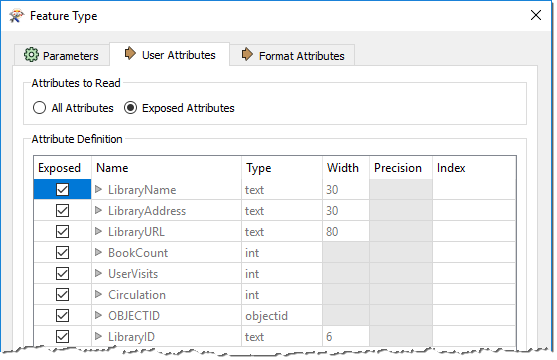 Feature Type
Parameters User Attributes Format Attributes
Attributes to Read
All Attributes Exposed Attributes
Attribute Definition
Exposed Name Type Width Precision Index
LibraryName text 30
LibraryAddress text 30
LibraryURL text 80
BookCount int
UserVisits int
Circulation int
OBJECTID objectid
LibraryID text 6